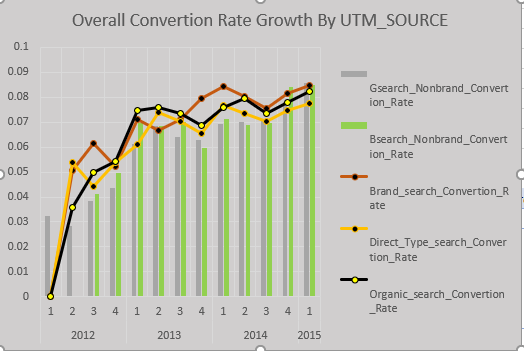 Overall Convertion Rate Growth By UTM_SOURCE
0.1
0.09
0.08
0.07
0.06
0.05
0.04
0.03
0.02
0.01
0
1 2 3 4 1 2 3 4 1 2 3 4 1
2012 2013 2014 2015
Gsearch_Nonbrand_Convert
ion_Rate
Bsearch_Nonbrand_Convert
ion_Rate
Brand_search_Convertion_R
ate
Direct_Type_search_Conver
tion_Rate
Organic_search_Convertion
_Rate